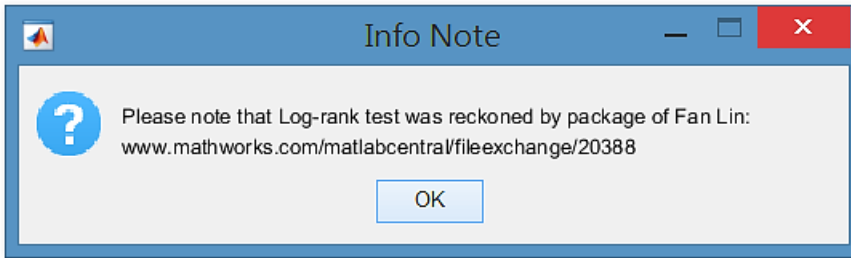 Info Note
Please note that Log-rank test was reckoned by package of Fan Lin:
www.mathworks.com/matlabcentral/fileexchange/20388
OK